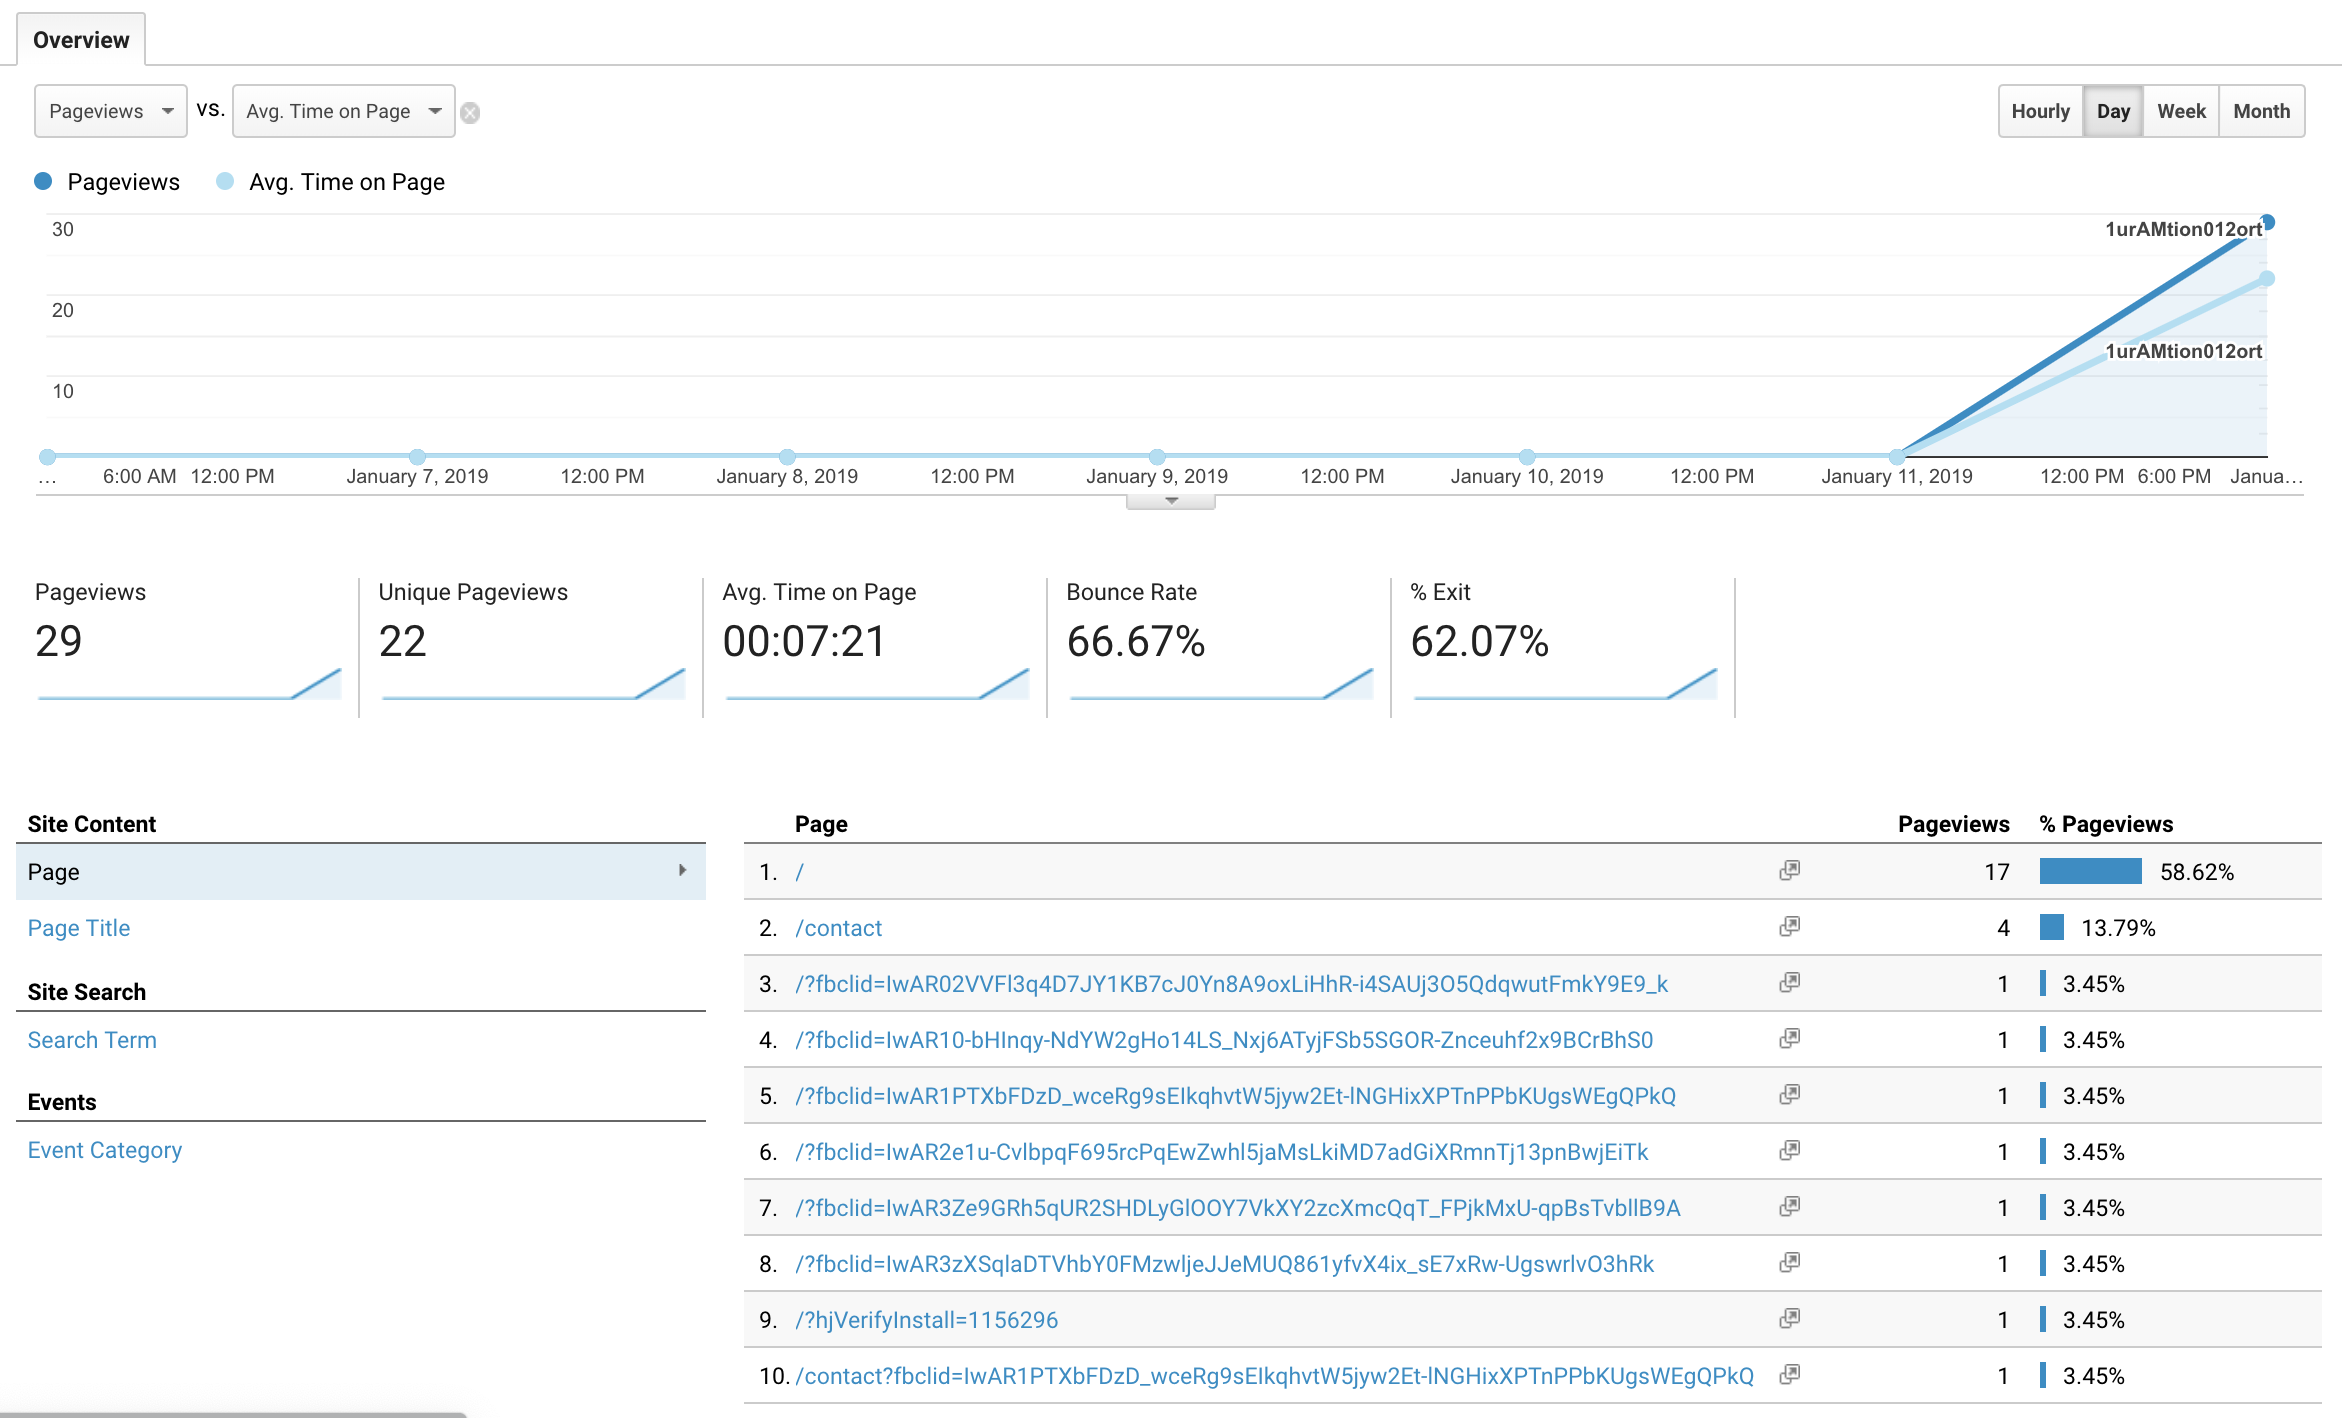 Overview
Pageviews vs. Avg. Time on Page
Hourly Day Week Month
Pageviews Avg. Time on Page
30
1urAMtion012ort
20
1urAMtion012ort
10
... 6:00 AM 12:00 PM January 7, 2019 12:00 PM January 8, 2019 12:00 PM January 9, 2019 12:00 PM January 10, 2019 12:00 PM January 11, 2019 12:00 PM 6:00 PM Janua...
Pageviews
29
Unique Pageviews
22
Avg. Time on Page
00:07:21
Bounce Rate
66.67%
% Exit
62.07%
Site Content
Page
Page Title
Site Search
Search Term
Events
Event Category
Page Pageviews % Pageviews
1. / 17 58.62%
2. /contact 4 13.79%
3. /?fbclid=IwAR02VVFl3q4D7JY1KB7cJ0Yn8A9oxLiHhR-i4SAUj3O5QdqwutFmkY9E9_k 1 3.45%
4. /?fbclid=IwAR10-bHInqy-NdYW2gHo14LS_Nxj6ATyjFSb5SGOR-Znceuhf2x9BCrBhS0 1 3.45%
5. /?fbclid=IwAR1PTXbFDzD_wceRg9sEIkqhvtW5jyw2Et-lNGHixXPTnPPbKUgsWEgQPkQ 1 3.45%
6. /?fbclid=IwAR2e1u-CvlbpqF695rcPqEwZwhl5jaMsLkiMD7adGiXRmnTj13pnBwjEiTk 1 3.45%
7. /?fbclid=IwAR3Ze9GRh5qUR2SHDLyGlOOY7VkXY2zcXmcQqT_FPjkMxU-qpBsTvbllB9A 1 3.45%
8. /?fbclid=IwAR3zXSqlaDTVhbY0FMzwljeJJeMUQ861yfvX4ix_sE7xRw-UgswrlvO3hRk 1 3.45%
9. /?hjVerifyInstall=1156296 1 3.45%
10. /contact?fbclid=IwAR1PTXbFDzD_wceRg9sEIkqhvtW5jyw2Et-lNGHixXPTnPPbKUgsWEgQPkQ 1 3.45%